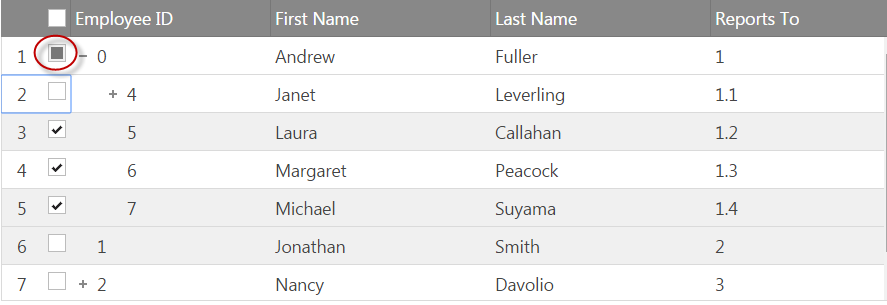 Employee ID First Name Last Name Reports To
1 - 0 Andrew Fuller 1
2 + 4 Janet Leverling 1.1
3 5 Laura Callahan 1.2
4 6 Margaret Peacock 1.3
5 7 Michael Suyama 1.4
6 1 Jonathan Smith 2
7 + 2 Nancy Davolio 3